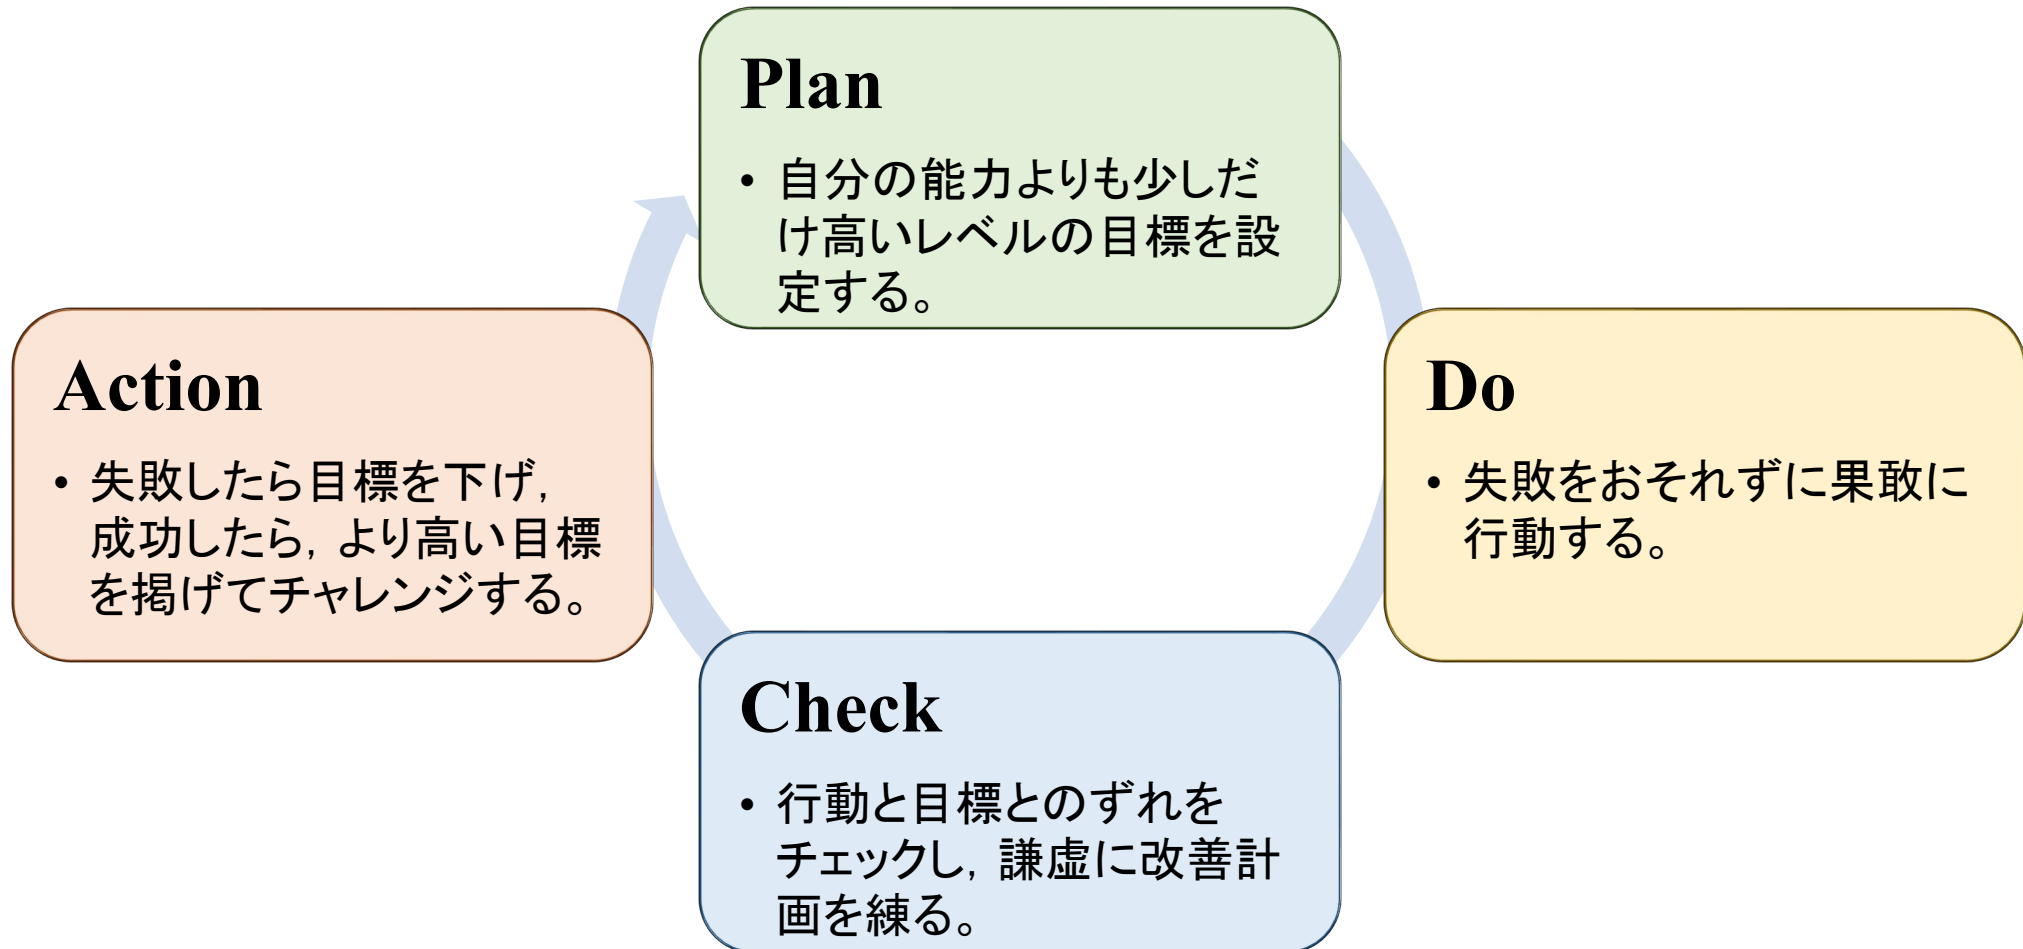 Plan
• 自分の能力よりも少しだ
け高いレベルの目標を設
定する。
Do
• 失敗をおそれずに果敢に
行動する。
Check
• 行動と目標とのずれを
チェックし，謙虚に改善計
画を練る。
Action
• 失敗したら目標を下げ，
成功したら，より高い目標
を掲げてチャレンジする。